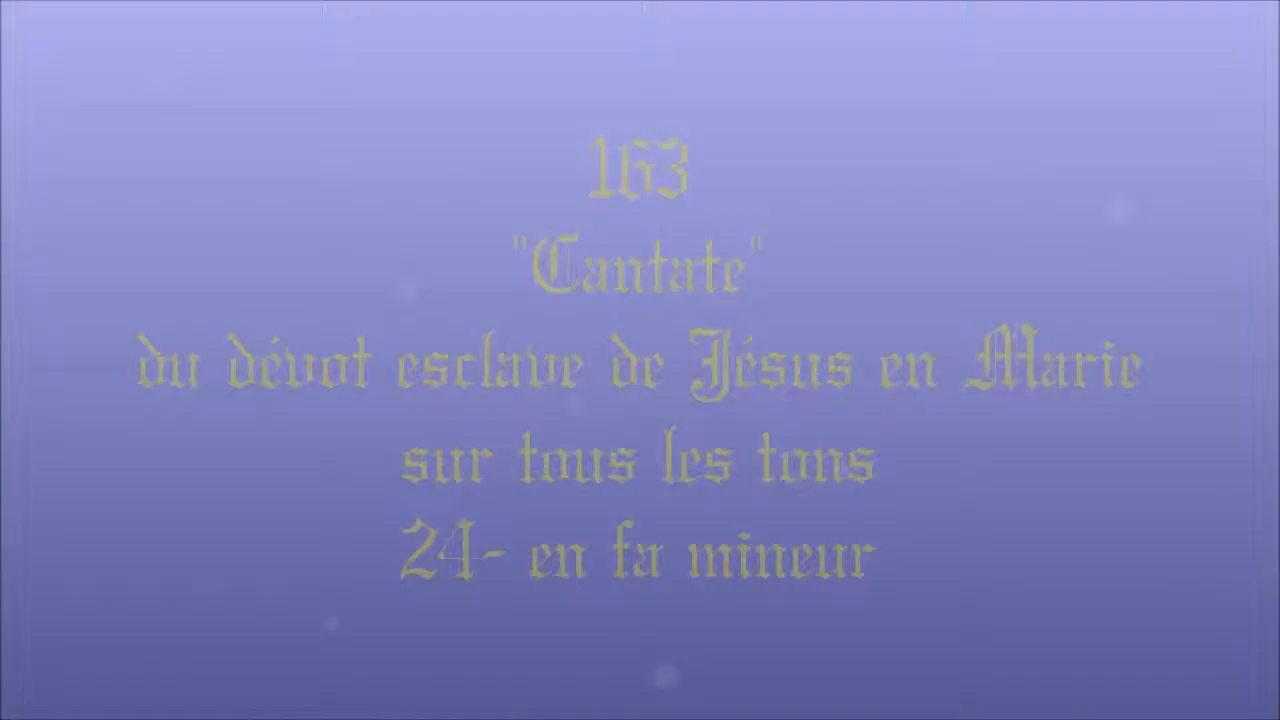 163
"Cantate"
du dévot esclave de Jésus en Marie
sur tous les tons
24- en fa mineur